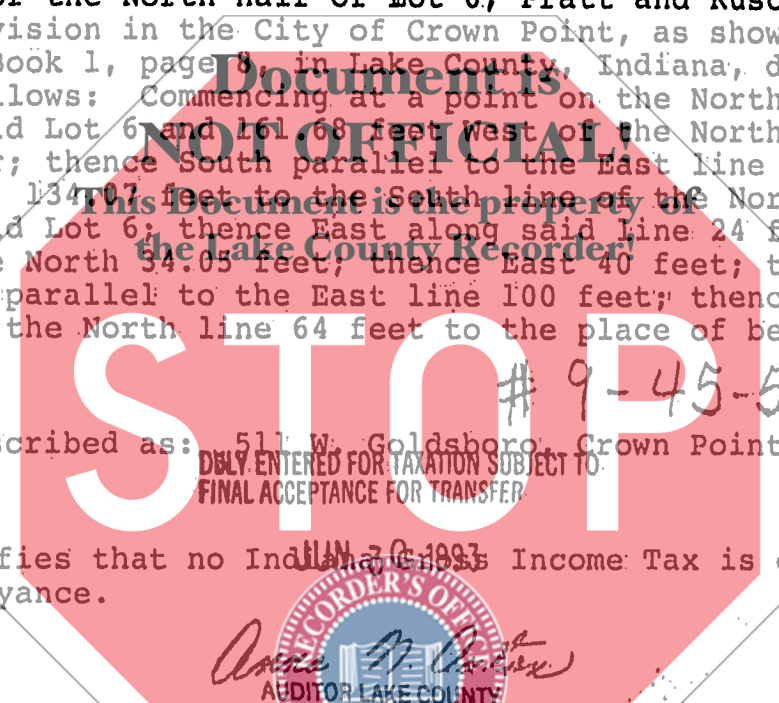 of the North half of Lot 6, Pratt and
vision in the City of Crown Point, as show
Book 1, page 8, in Lake County, Indiana, d
Document is
lows: Commencing at a point on the North
d Lot 6 and 161.68 feet West of the North
NOT OFFICIAL!
r; thence South parallel to the East line
134.07 feet to the South line of the Nor
This Document is the property of
d Lot 6; thence East along said line 24 f
the Lake County Recorder!
e North 34.05 feet; thence East 40 feet; t
parallel to the East line 100 feet; thenc
the North line 64 feet to the place of be
STOP
# 9-45-5
scribed as: 511 W. Goldsboro, Crown Point
DULY ENTERED FOR TAXATION SUBJECT TO
FINAL ACCEPTANCE FOR TRANSFER
JUN 30 1993
fies that no Indiana Gross Income Tax is
yance.
RECORDER'S OFFI
AUDITOR LAKE COUNTY